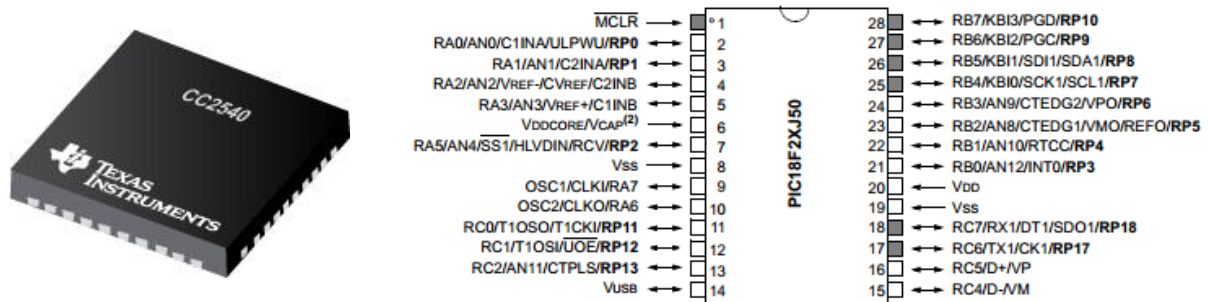 CC2540
TEXAS
INSTRUMENTS
MCLR
RA0/AN0/C1INA/ULPWU/RP0
RA1/AN1/C2INA/RP1
RA2/AN2/VREF-/CVREF/C2INB
RA3/AN3/VREF+/C1INB
VDDCORE/VCAP(2)
RA5/AN4/SS1/HLVDIN/RCV/RP2
VSS
OSC1/CLKI/RA7
OSC2/CLKO/RA6
RC0/T1OSO/T1CKI/RP11
RC1/T1OSI/UOE/RP12
RC2/AN11/CTPLS/RP13
VUSB
1
2
3
4
5
6
7
8
9
10
11
12
13
14
PIC18F2XJ50
28
27
26
25
24
23
22
21
20
19
18
17
16
15
RB7/KBI3/PGD/RP10
RB6/KBI2/PGC/RP9
RB5/KBI1/SDI1/SDA1/RP8
RB4/KBI0/SCK1/SCL1/RP7
RB3/AN9/CTEDG2/VPO/RP6
RB2/AN8/CTEDG1/VMO/REFO/RP5
RB1/AN10/RTCC/RP4
RB0/AN12/INT0/RP3
VDD
VSS
RC7/RX1/DT1/SDO1/RP18
RC6/TX1/CK1/RP17
RC5/D+/VP
RC4/D-/VM